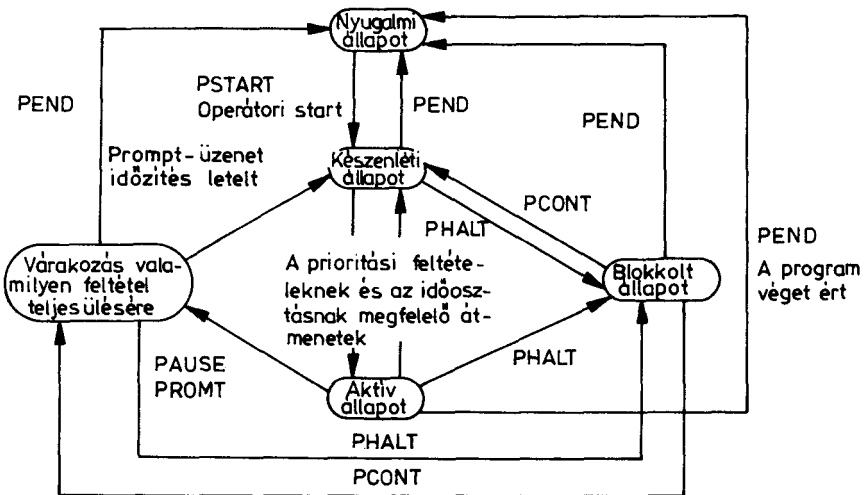 Nyugalmi
állapot
PEND
PSTART
Operátori start
PEND
PEND
Prompt-üzenet
időzítés letelt
Készenléti
állapot
PCONT
PHALT
PEND
A program
véget ért
Várakozás vala-
milyen feltétel
teljesülésére
A prioritási feltéte-
leknek és az időosz-
tásnak megfelelő át-
menetek
Blokkolt
állapot
PAUSE
PROMT
PHALT
Aktív
állapot
PHALT
PCONT